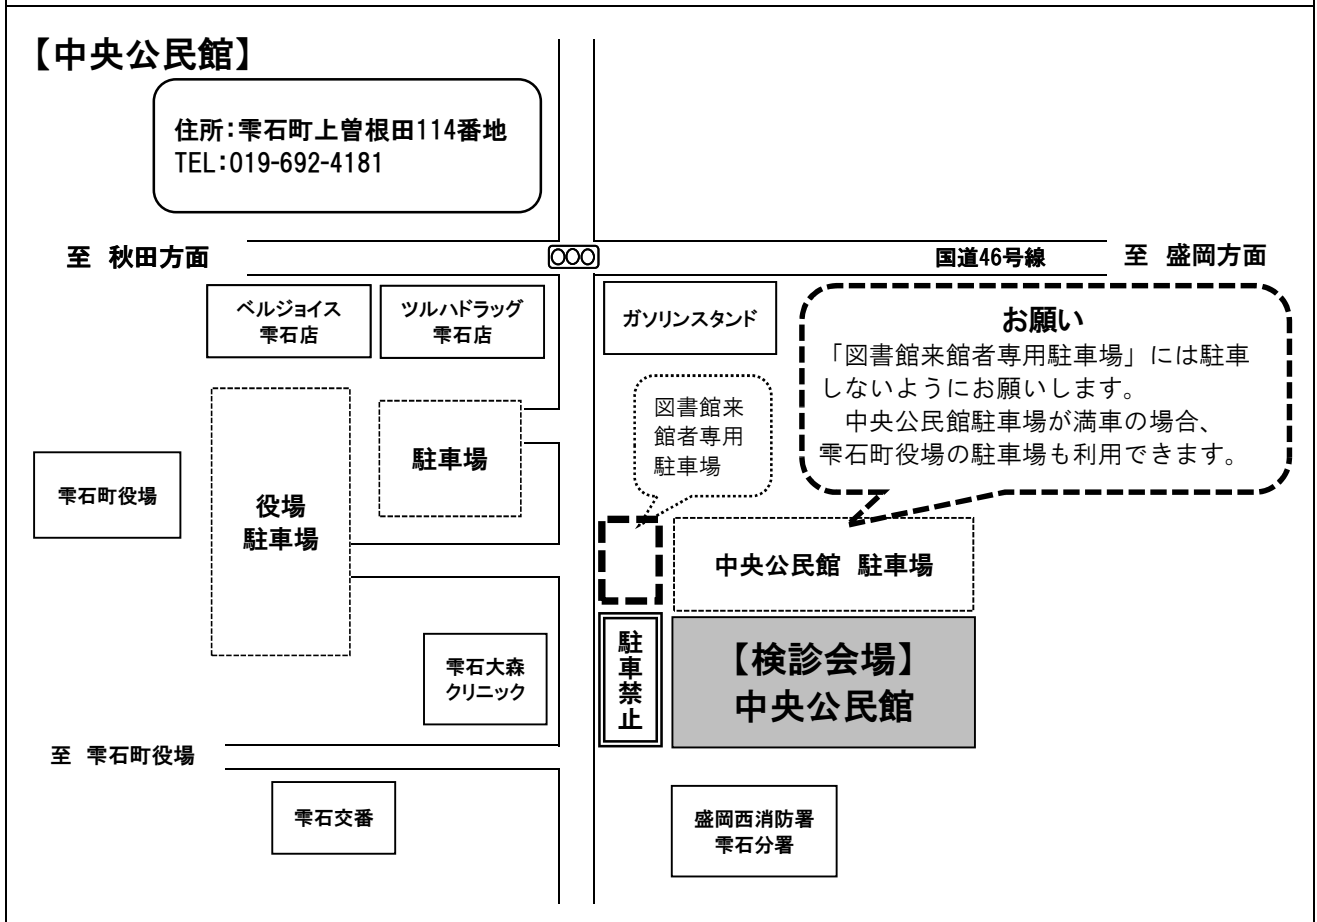 【中央公民館】
住所：雫石町上曽根田114番地
TEL：019-692-4181
至　秋田方面
国道46号線
至　盛岡方面
ベルジョイス
雫石店
ツルハドラッグ
雫石店
ガソリンスタンド
お願い
「図書館来館者専用駐車場」には駐車
しないようにお願いします。
　中央公民館駐車場が満車の場合、
雫石町役場の駐車場も利用できます。
図書館来
館者専用
駐車場
駐車場
雫石町役場
役場
駐車場
中央公民館　駐車場
駐車禁止
【検診会場】
中央公民館
雫石大森
クリニック
至　雫石町役場
雫石交番
盛岡西消防署
雫石分署